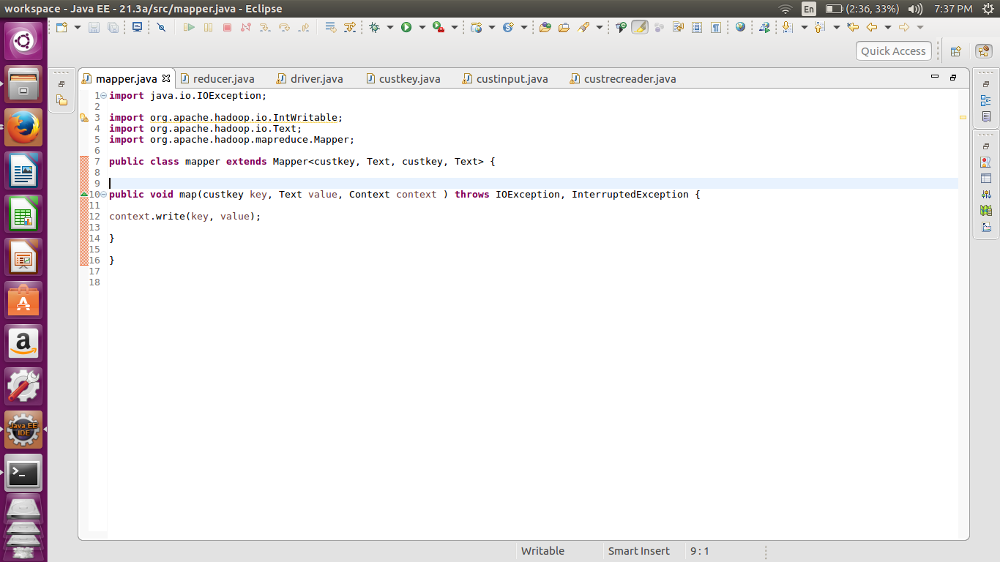 workspace - Java EE - 21.3a/src/mapper.java - Eclipse
En (2:36, 33%) 7:37 PM
Quick Access
mapper.java reducer.java driver.java custkey.java custinput.java custrecreader.java
1 import java.io.IOException;
2
3 import org.apache.hadoop.io.IntWritable;
4 import org.apache.hadoop.io.Text;
5 import org.apache.hadoop.mapreduce.Mapper;
6
7 public class mapper extends Mapper<custkey, Text, custkey, Text> {
8
9
10 public void map(custkey key, Text value, Context context ) throws IOException, InterruptedException {
11
12 context.write(key, value);
13
14 }
15
16 }
17
18
Java EE
IDE
Writable Smart Insert 9 : 1